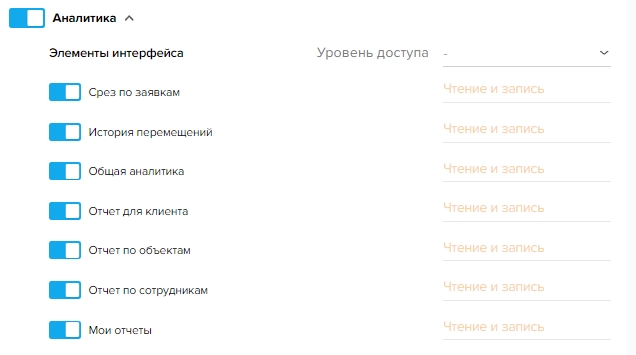 Аналитика
Элементы интерфейса Уровень доступа -
Срез по заявкам Чтение и запись
История перемещений Чтение и запись
Общая аналитика Чтение и запись
Отчет для клиента Чтение и запись
Отчет по объектам Чтение и запись
Отчет по сотрудникам Чтение и запись
Мои отчеты Чтение и запись